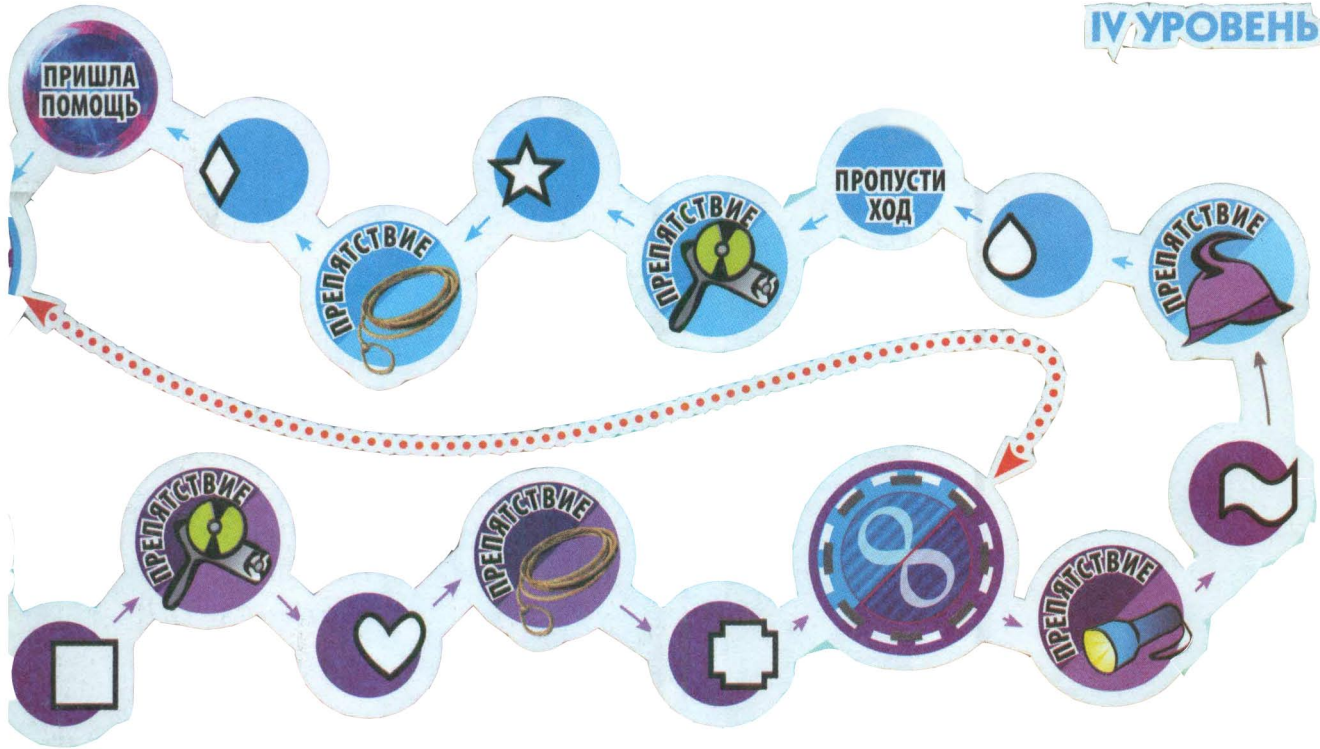 IV УРОВЕНЬ
ПРИШЛА
ПОМОЩЬ
ПРЕПЯТСТВИЕ
ПРЕПЯТСТВИЕ
ПРОПУСТИ
ХОД
ПРЕПЯТСТВИЕ
ПРЕПЯТСТВИЕ
ПРЕПЯТСТВИЕ
ПРЕПЯТСТВИЕ